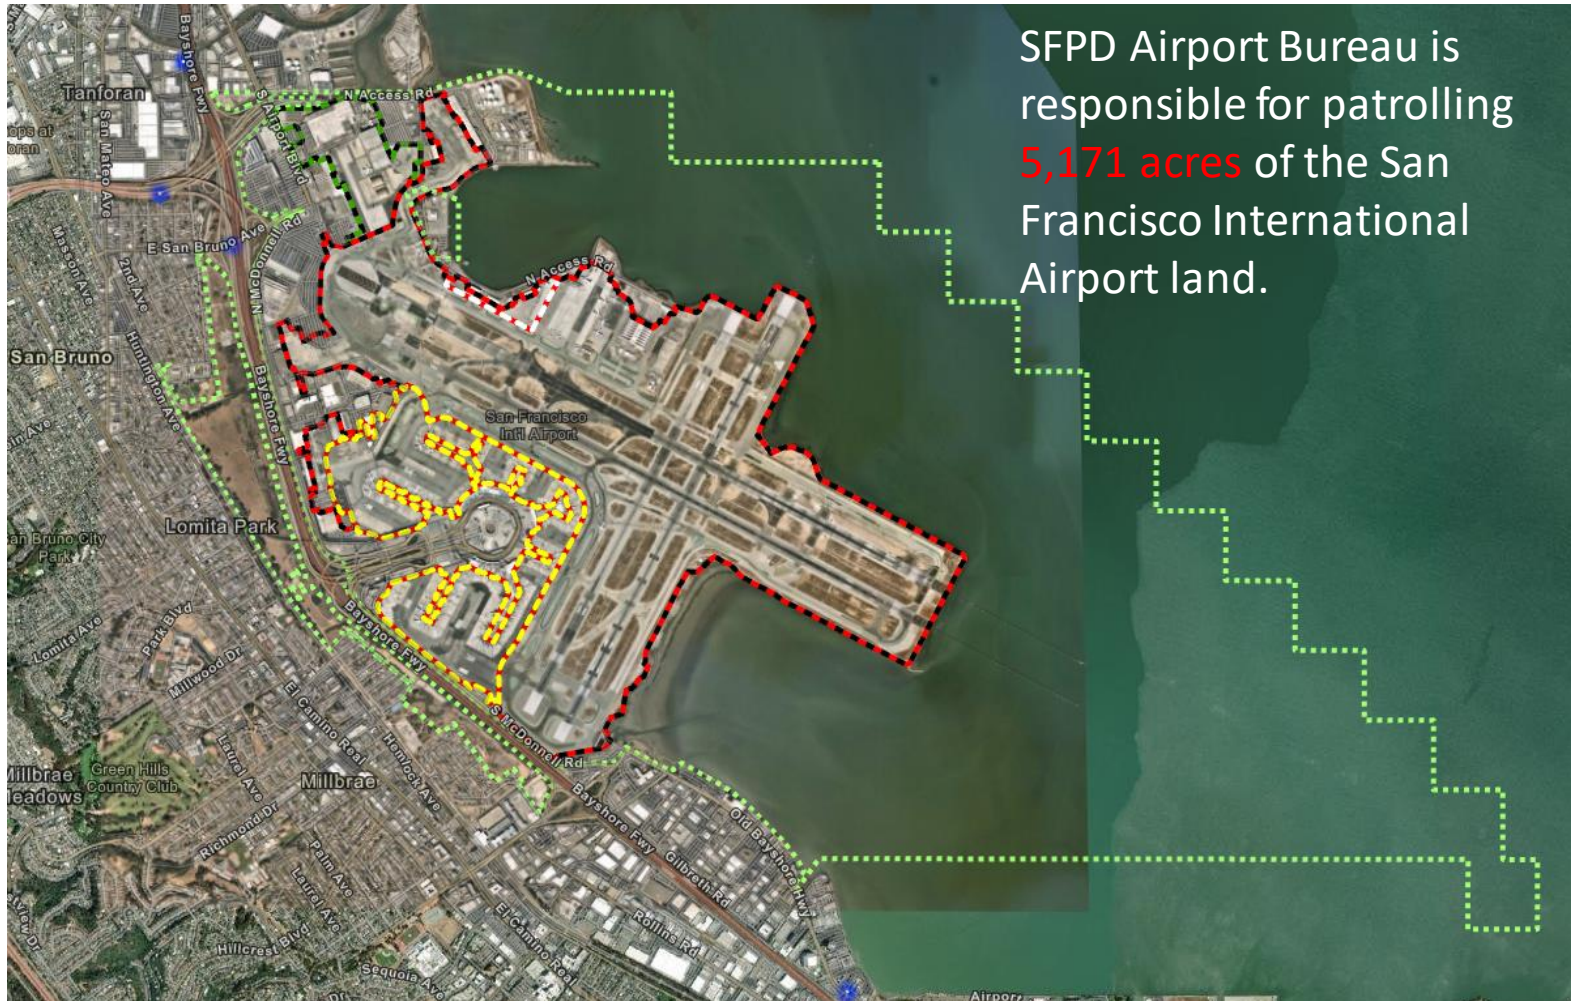 SFPD Airport Bureau is
responsible for patrolling
5,171 acres of the San
Francisco International
Airport land.
Bayshore Fwy
Tanforan
N Access Rd
S Airport Blvd
San Mateo Ave
E San Bruno Ave
N McDonnell Rd
Masson Ave
2nd Ave
N Access Rd
San Bruno
Huntington Ave
Bayshore Fwy
San Francisco
Int'l Airport
Lomita Park
San Bruno City
Park
Bayshore Fwy
Park Blvd
Lomita Ave
Millwood Dr
El Camino Real
S McDonnell Rd
Hemlock Ave
Laurel Ave
Millbrae
Meadows
Green Hills
Country Club
Millbrae
Bayshore Fwy
Old Bayshore Hwy
Richmond Dr
Palm Ave
Gilbreth Rd
Laurel Ave
El Camino Real
Rollins Rd
Hillcrest Blvd
Sequoia Ave
Dr
Airport